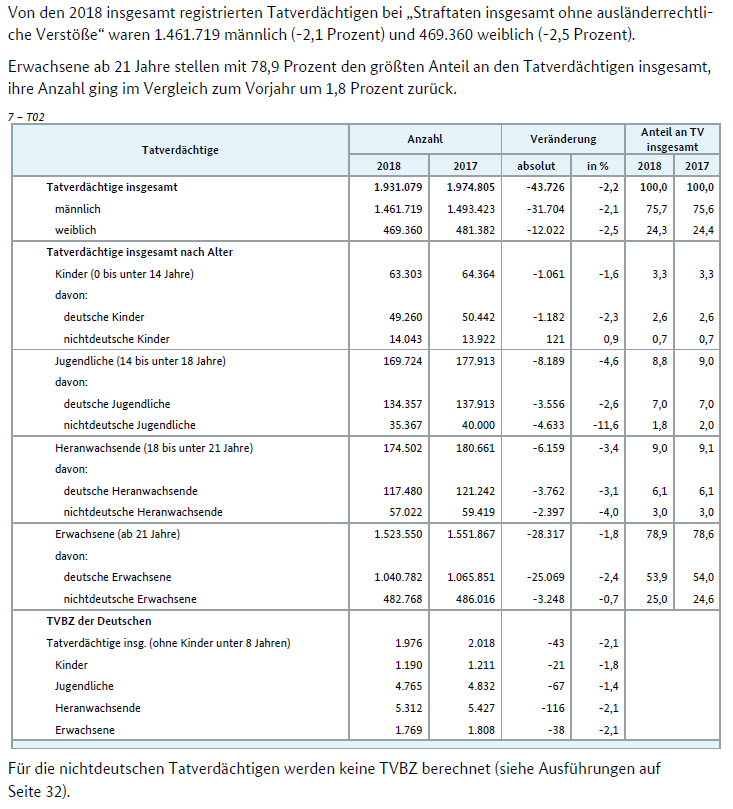 Von den 2018 insgesamt registrierten Tatverdächtigen bei „Straftaten insgesamt ohne ausländerrechtli-
che Verstöße“ waren 1.461.719 männlich (-2,1 Prozent) und 469.360 weiblich (-2,5 Prozent).
Erwachsene ab 21 Jahre stellen mit 78,9 Prozent den größten Anteil an den Tatverdächtigen insgesamt,
ihre Anzahl ging im Vergleich zum Vorjahr um 1,8 Prozent zurück.
7 – T02
Tatverdächtige Anzahl Veränderung Anteil an TV insgesamt
2018 2017 absolut in % 2018 2017
Tatverdächtige insgesamt 1.931.079 1.974.805 -43.726 -2,2 100,0 100,0
männlich 1.461.719 1.493.423 -31.704 -2,1 75,7 75,6
weiblich 469.360 481.382 -12.022 -2,5 24,3 24,4
Tatverdächtige insgesamt nach Alter
Kinder (0 bis unter 14 Jahre) 63.303 64.364 -1.061 -1,6 3,3 3,3
davon:
deutsche Kinder 49.260 50.442 -1.182 -2,3 2,6 2,6
nichtdeutsche Kinder 14.043 13.922 121 0,9 0,7 0,7
Jugendliche (14 bis unter 18 Jahre) 169.724 177.913 -8.189 -4,6 8,8 9,0
davon:
deutsche Jugendliche 134.357 137.913 -3.556 -2,6 7,0 7,0
nichtdeutsche Jugendliche 35.367 40.000 -4.633 -11,6 1,8 2,0
Heranwachsende (18 bis unter 21 Jahre) 174.502 180.661 -6.159 -3,4 9,0 9,1
davon:
deutsche Heranwachsende 117.480 121.242 -3.762 -3,1 6,1 6,1
nichtdeutsche Heranwachsende 57.022 59.419 -2.397 -4,0 3,0 3,0
Erwachsene (ab 21 Jahre) 1.523.550 1.551.867 -28.317 -1,8 78,9 78,6
davon:
deutsche Erwachsene 1.040.782 1.065.851 -25.069 -2,4 53,9 54,0
nichtdeutsche Erwachsene 482.768 486.016 -3.248 -0,7 25,0 24,6
TVBZ der Deutschen
Tatverdächtige insg. (ohne Kinder unter 8 Jahren) 1.976 2.018 -43 -2,1
Kinder 1.190 1.211 -21 -1,8
Jugendliche 4.765 4.832 -67 -1,4
Heranwachsende 5.312 5.427 -116 -2,1
Erwachsene 1.769 1.808 -38 -2,1
Für die nichtdeutschen Tatverdächtigen werden keine TVBZ berechnet (siehe Ausführungen auf
Seite 32).